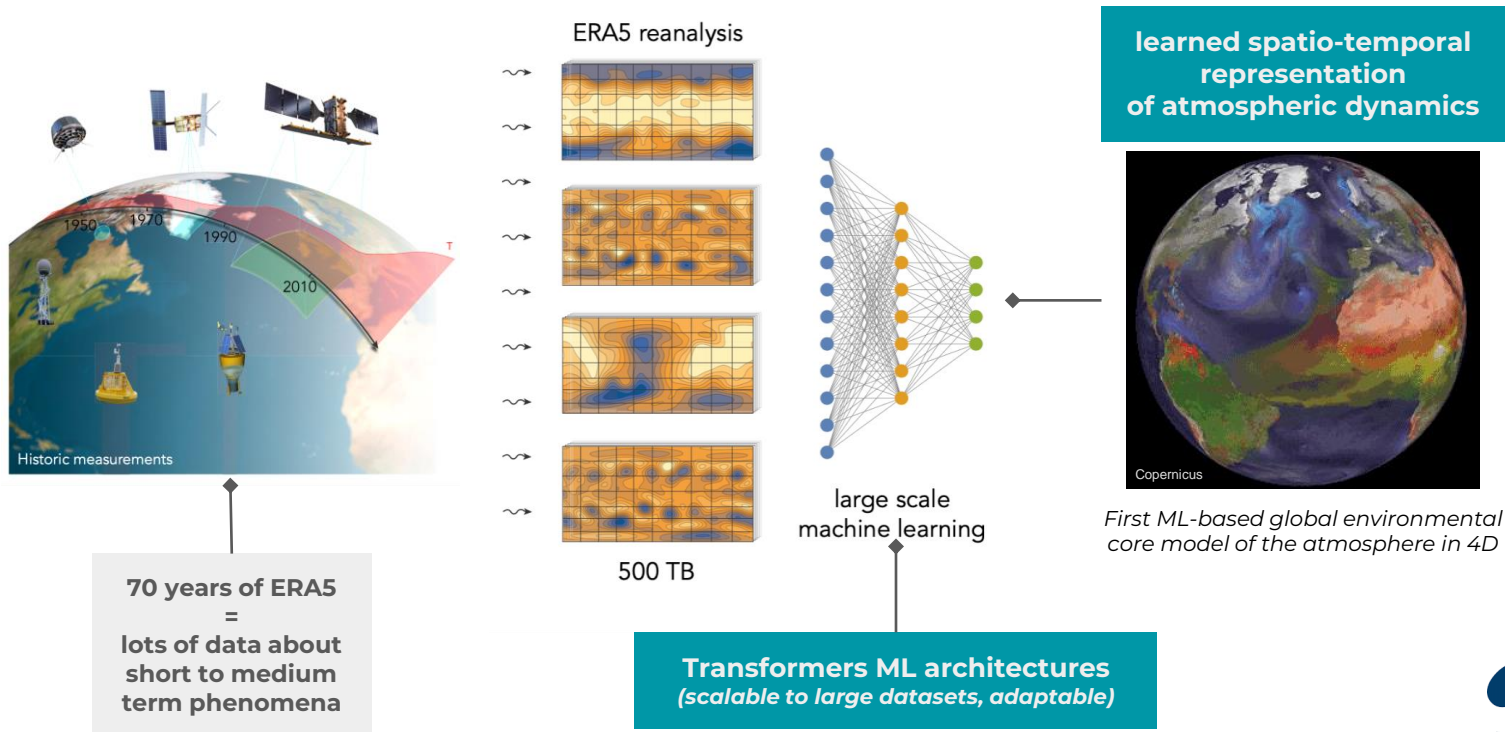 ERA5 reanalysis
learned spatio-temporal
representation
of atmospheric dynamics
1950
1970
1990
2010
T
Historic measurements
Copernicus
large scale
machine learning
First ML-based global environmental
core model of the atmosphere in 4D
500 TB
70 years of ERA5
=
lots of data about
short to medium
term phenomena
Transformers ML architectures
(scalable to large datasets, adaptable)